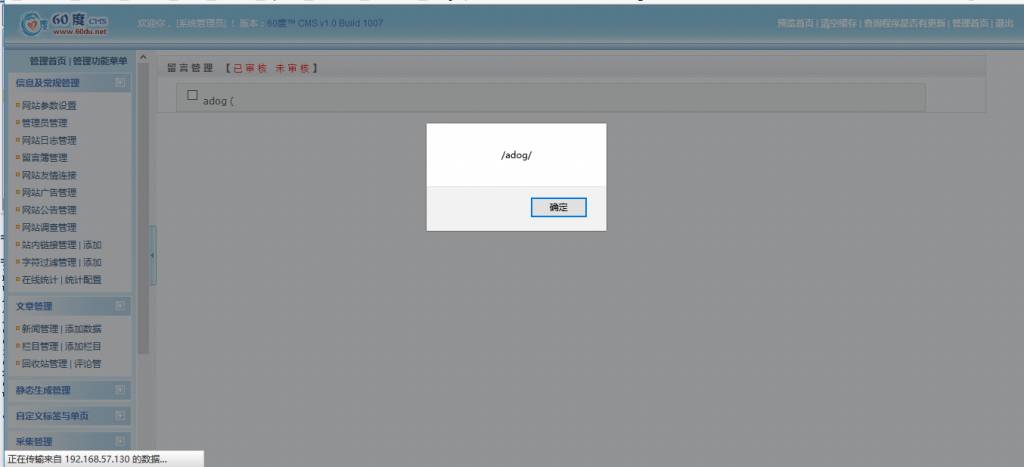 60度 CMS
www.60du.net
欢迎你 , [系统管理员] ! 版本 : 60度™ CMS v1.0 Build 1007
预览首页 | 清空缓存 | 查询程序是否有更新 | 管理首页 | 退出
管理首页 | 管理功能菜单
信息及常规管理
网站参数设置
管理员管理
网站日志管理
留言薄管理
网站友情连接
网站广告管理
网站公告管理
网站调查管理
站内链接管理 | 添加
字符过滤管理 | 添加
在线统计 | 统计配置
文章管理
新闻管理 | 添加数据
栏目管理 | 添加栏目
回收站管理 | 评论管
静态生成管理
自定义标签与单页
采集管理
留言管理 【已审核 未审核】
adog (
/adog/
确定
正在传输来自 192.168.57.130 的数据...